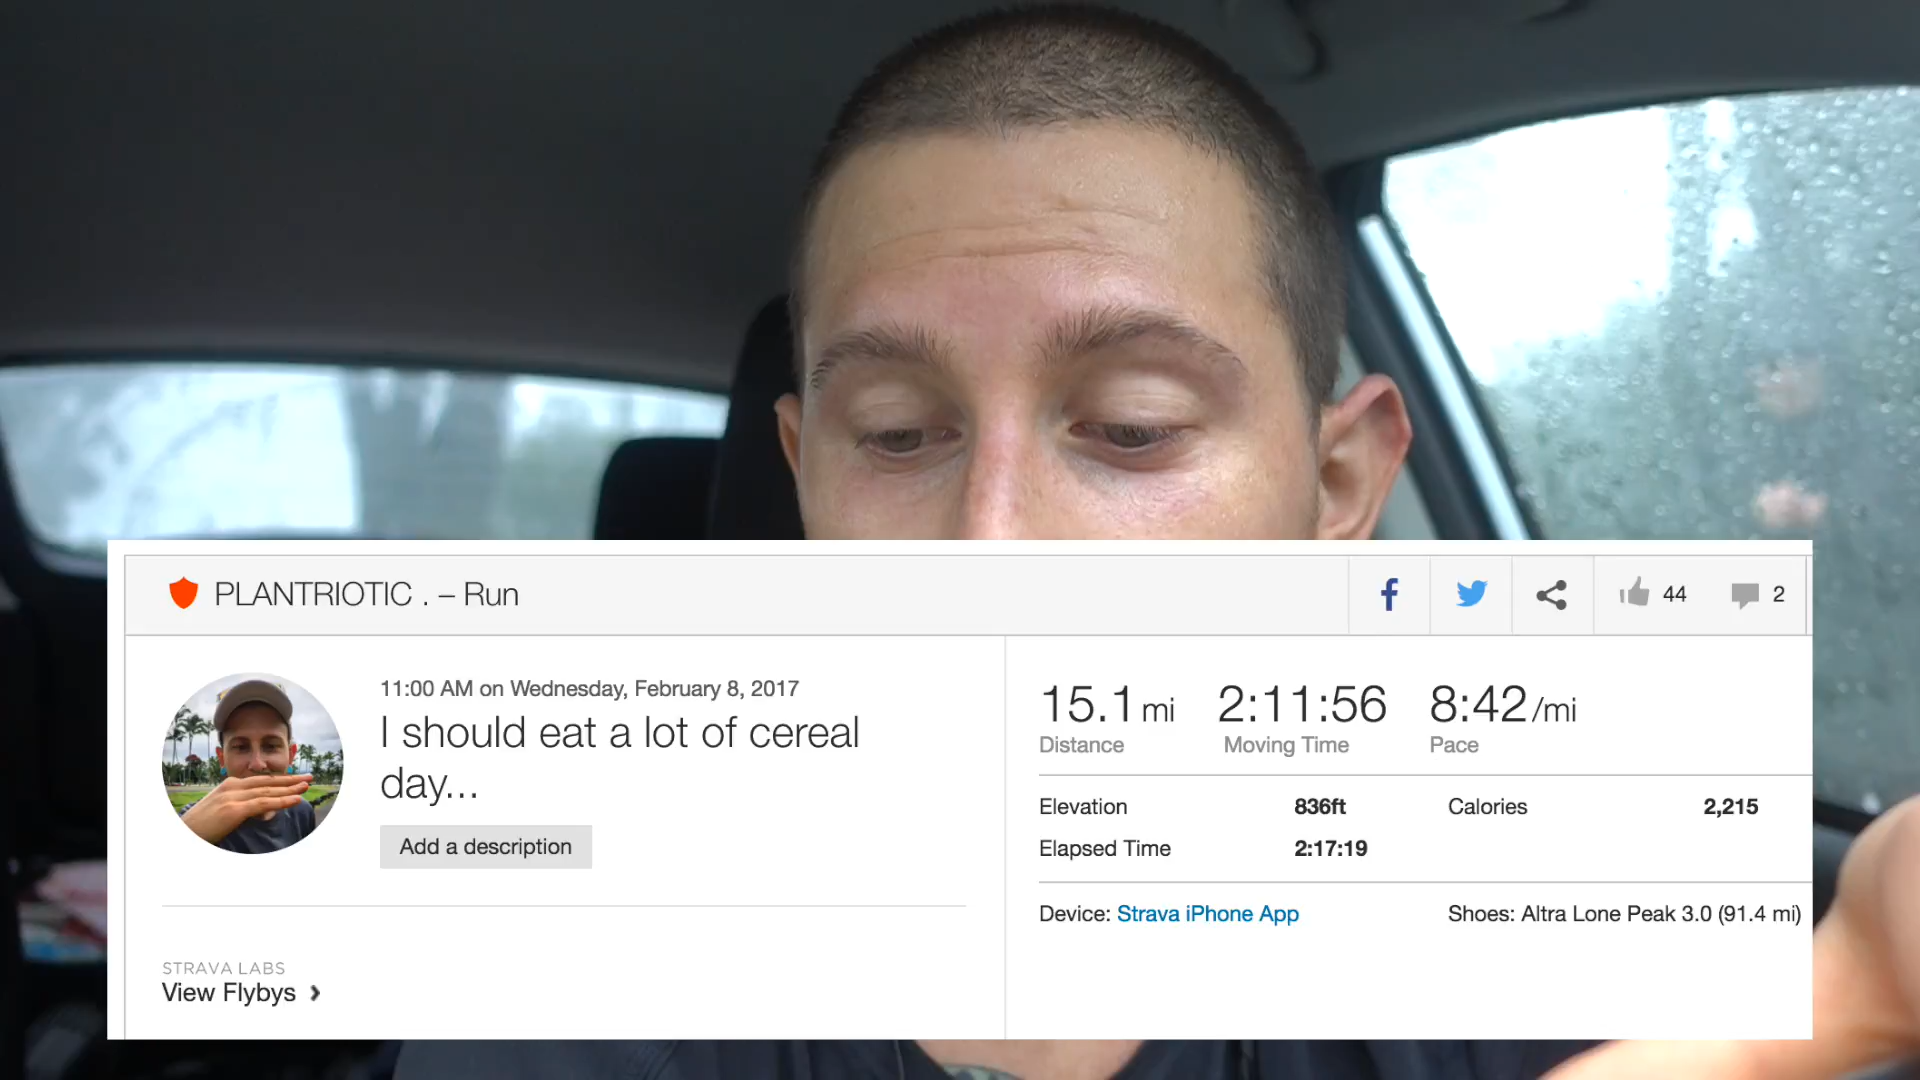 PLANTRIOTIC . – Run
44
2
11:00 AM on Wednesday, February 8, 2017
I should eat a lot of cereal
day...
Add a description
STRAVA LABS
View Flybys
15.1 mi 2:11:56 8:42/mi
Distance Moving Time Pace
Elevation 836ft Calories 2,215
Elapsed Time 2:17:19
Device: Strava iPhone App Shoes: Altra Lone Peak 3.0 (91.4 mi)